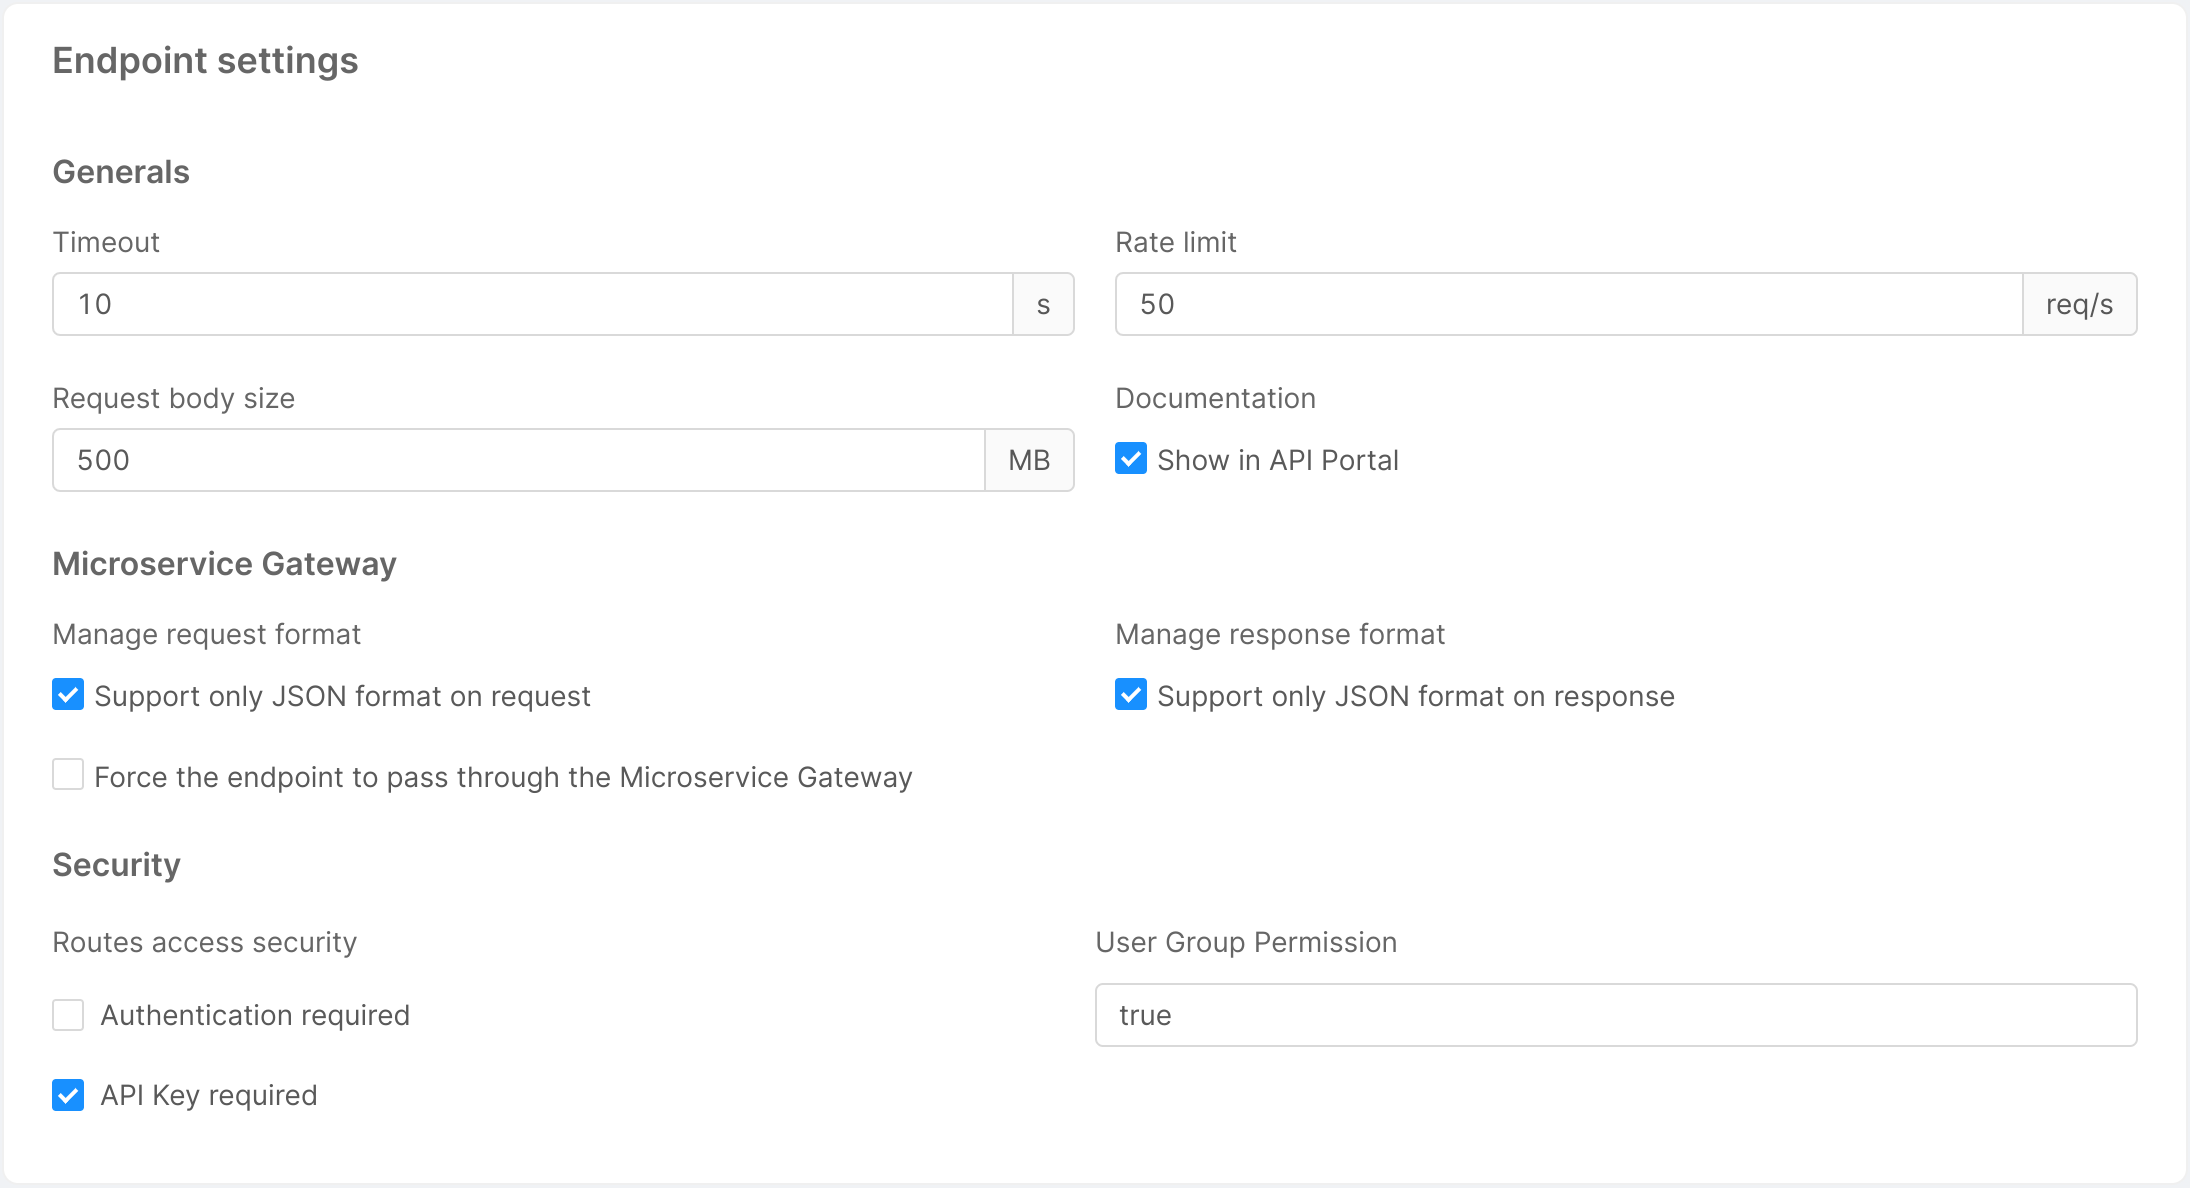 Endpoint settings
Generals
Timeout
Rate limit
10 s
50 req/s
Request body size
Documentation
500 MB
Show in API Portal
Microservice Gateway
Manage request format
Manage response format
Support only JSON format on request
Support only JSON format on response
Force the endpoint to pass through the Microservice Gateway
Security
Routes access security
User Group Permission
Authentication required
true
API Key required